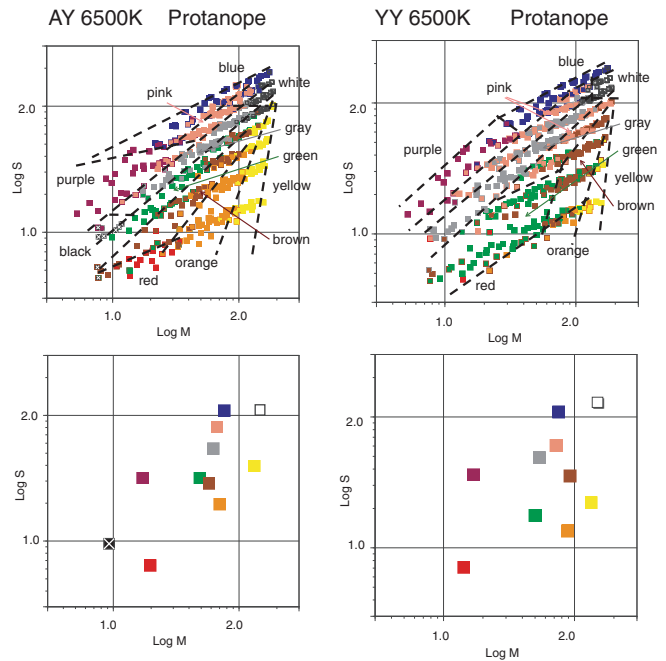 AY 6500K Protanope
YY 6500K Protanope
blue
white
pink
gray
green
yellow
purple
black
brown
orange
red
2.0
1.0
Log S
1.0
2.0
Log M
blue
white
pink
gray
green
yellow
purple
brown
orange
red
2.0
1.0
Log S
1.0
2.0
Log M
2.0
1.0
Log S
1.0
2.0
Log M
2.0
1.0
Log S
1.0
2.0
Log M